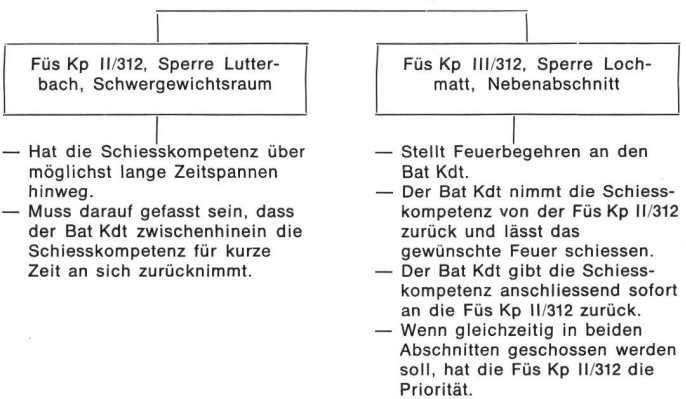 Füs Kp II/312, Sperre Lutter-
bach, Schwergewichtsraum
— Hat die Schiesskompetenz über
möglichst lange Zeitspannen
hinweg.
— Muss darauf gefasst sein, dass
der Bat Kdt zwischenhinein die
Schiesskompetenz für kurze
Zeit an sich zurücknimmt.
Füs Kp III/312, Sperre Loch-
matt, Nebenabschnitt
— Stellt Feuerbegehren an den
Bat Kdt.
— Der Bat Kdt nimmt die Schiess-
kompetenz von der Füs Kp II/312
zurück und lässt das
gewünschte Feuer schiessen.
— Der Bat Kdt gibt die Schiess-
kompetenz anschliessend sofort
an die Füs Kp II/312 zurück.
— Wenn gleichzeitig in beiden
Abschnitten geschossen werden
soll, hat die Füs Kp II/312 die
Priorität.